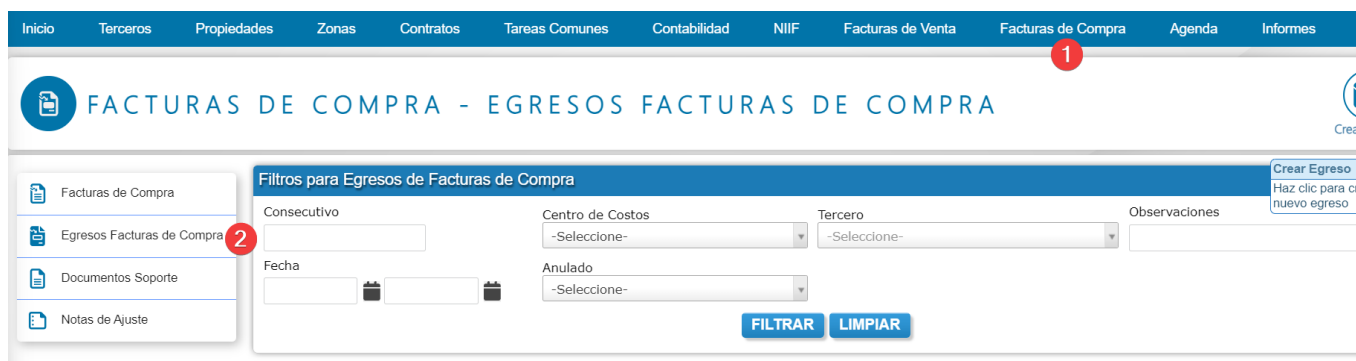 Inicio Terceros Propiedades Zonas Contratos Tareas Comunes Contabilidad NIIF Facturas de Venta Facturas de Compra Agenda Informes
1
FACTURAS DE COMPRA - EGRESOS FACTURAS DE COMPRA
Crea
Facturas de Compra
Egresos Facturas de Compra
2
Documentos Soporte
Notas de Ajuste
Filtros para Egresos de Facturas de Compra
Crear Egreso
Haz clic para c
nuevo egreso
Consecutivo Centro de Costos Tercero Observaciones
-Seleccione- -Seleccione-
Fecha Anulado
-Seleccione-
FILTRAR LIMPIAR